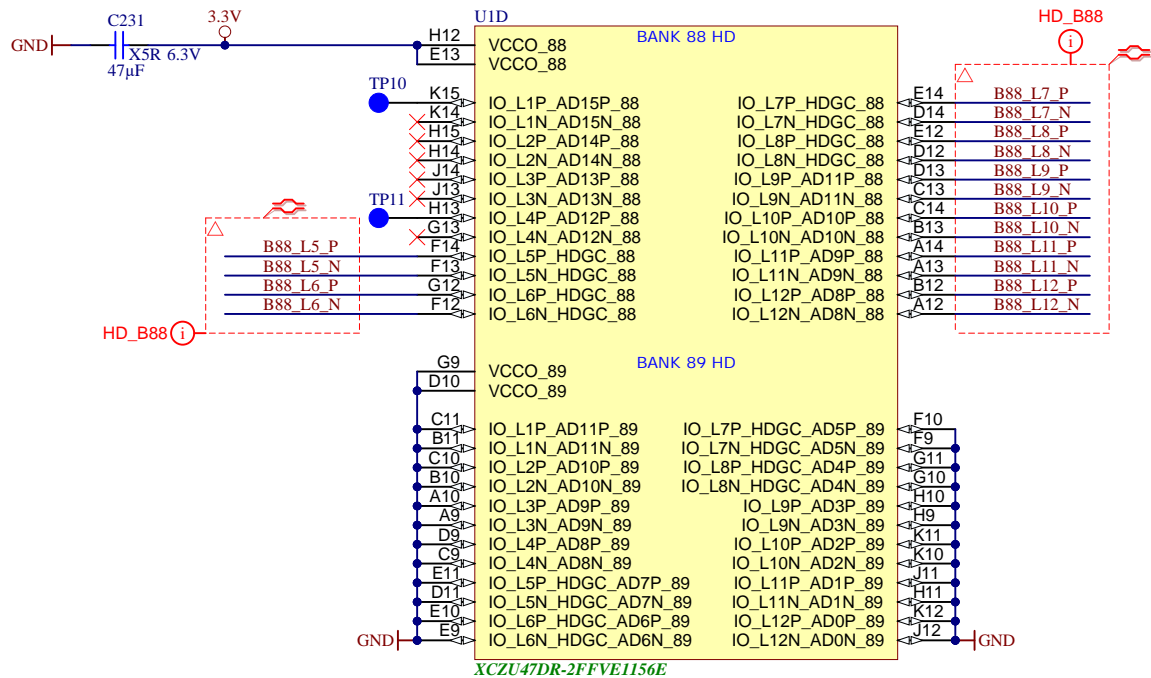 C231
3.3V
GND
X5R 6.3V
47µF
U1D
BANK 88 HD
H12 VCCO_88
E13 VCCO_88
TP10
K15 IO_L1P_AD15P_88
K14 IO_L1N_AD15N_88
H15 IO_L2P_AD14P_88
H14 IO_L2N_AD14N_88
J14 IO_L3P_AD13P_88
J13 IO_L3N_AD13N_88
TP11
H13 IO_L4P_AD12P_88
G13 IO_L4N_AD12N_88
B88_L5_P F14 IO_L5P_HDGC_88
B88_L5_N F13 IO_L5N_HDGC_88
B88_L6_P G12 IO_L6P_HDGC_88
B88_L6_N F12 IO_L6N_HDGC_88
HD_B88 i
HD_B88
i
IO_L7P_HDGC_88 E14 B88_L7_P
IO_L7N_HDGC_88 D14 B88_L7_N
IO_L8P_HDGC_88 E12 B88_L8_P
IO_L8N_HDGC_88 D12 B88_L8_N
IO_L9P_AD11P_88 D13 B88_L9_P
IO_L9N_AD11N_88 C13 B88_L9_N
IO_L10P_AD10P_88 C14 B88_L10_P
IO_L10N_AD10N_88 B13 B88_L10_N
IO_L11P_AD9P_88 A14 B88_L11_P
IO_L11N_AD9N_88 A13 B88_L11_N
IO_L12P_AD8P_88 B12 B88_L12_P
IO_L12N_AD8N_88 A12 B88_L12_N
BANK 89 HD
G9 VCCO_89
D10 VCCO_89
C11 IO_L1P_AD11P_89
B11 IO_L1N_AD11N_89
C10 IO_L2P_AD10P_89
B10 IO_L2N_AD10N_89
A10 IO_L3P_AD9P_89
A9 IO_L3N_AD9N_89
D9 IO_L4P_AD8P_89
C9 IO_L4N_AD8N_89
E11 IO_L5P_HDGC_AD7P_89
D11 IO_L5N_HDGC_AD7N_89
E10 IO_L6P_HDGC_AD6P_89
GND E9 IO_L6N_HDGC_AD6N_89
IO_L7P_HDGC_AD5P_89 F10
IO_L7N_HDGC_AD5N_89 F9
IO_L8P_HDGC_AD4P_89 G11
IO_L8N_HDGC_AD4N_89 G10
IO_L9P_AD3P_89 H10
IO_L9N_AD3N_89 H9
IO_L10P_AD2P_89 K11
IO_L10N_AD2N_89 K10
IO_L11P_AD1P_89 J11
IO_L11N_AD1N_89 H11
IO_L12P_AD0P_89 K12
IO_L12N_AD0N_89 J12 GND
XCZU47DR-2FFVE1156E